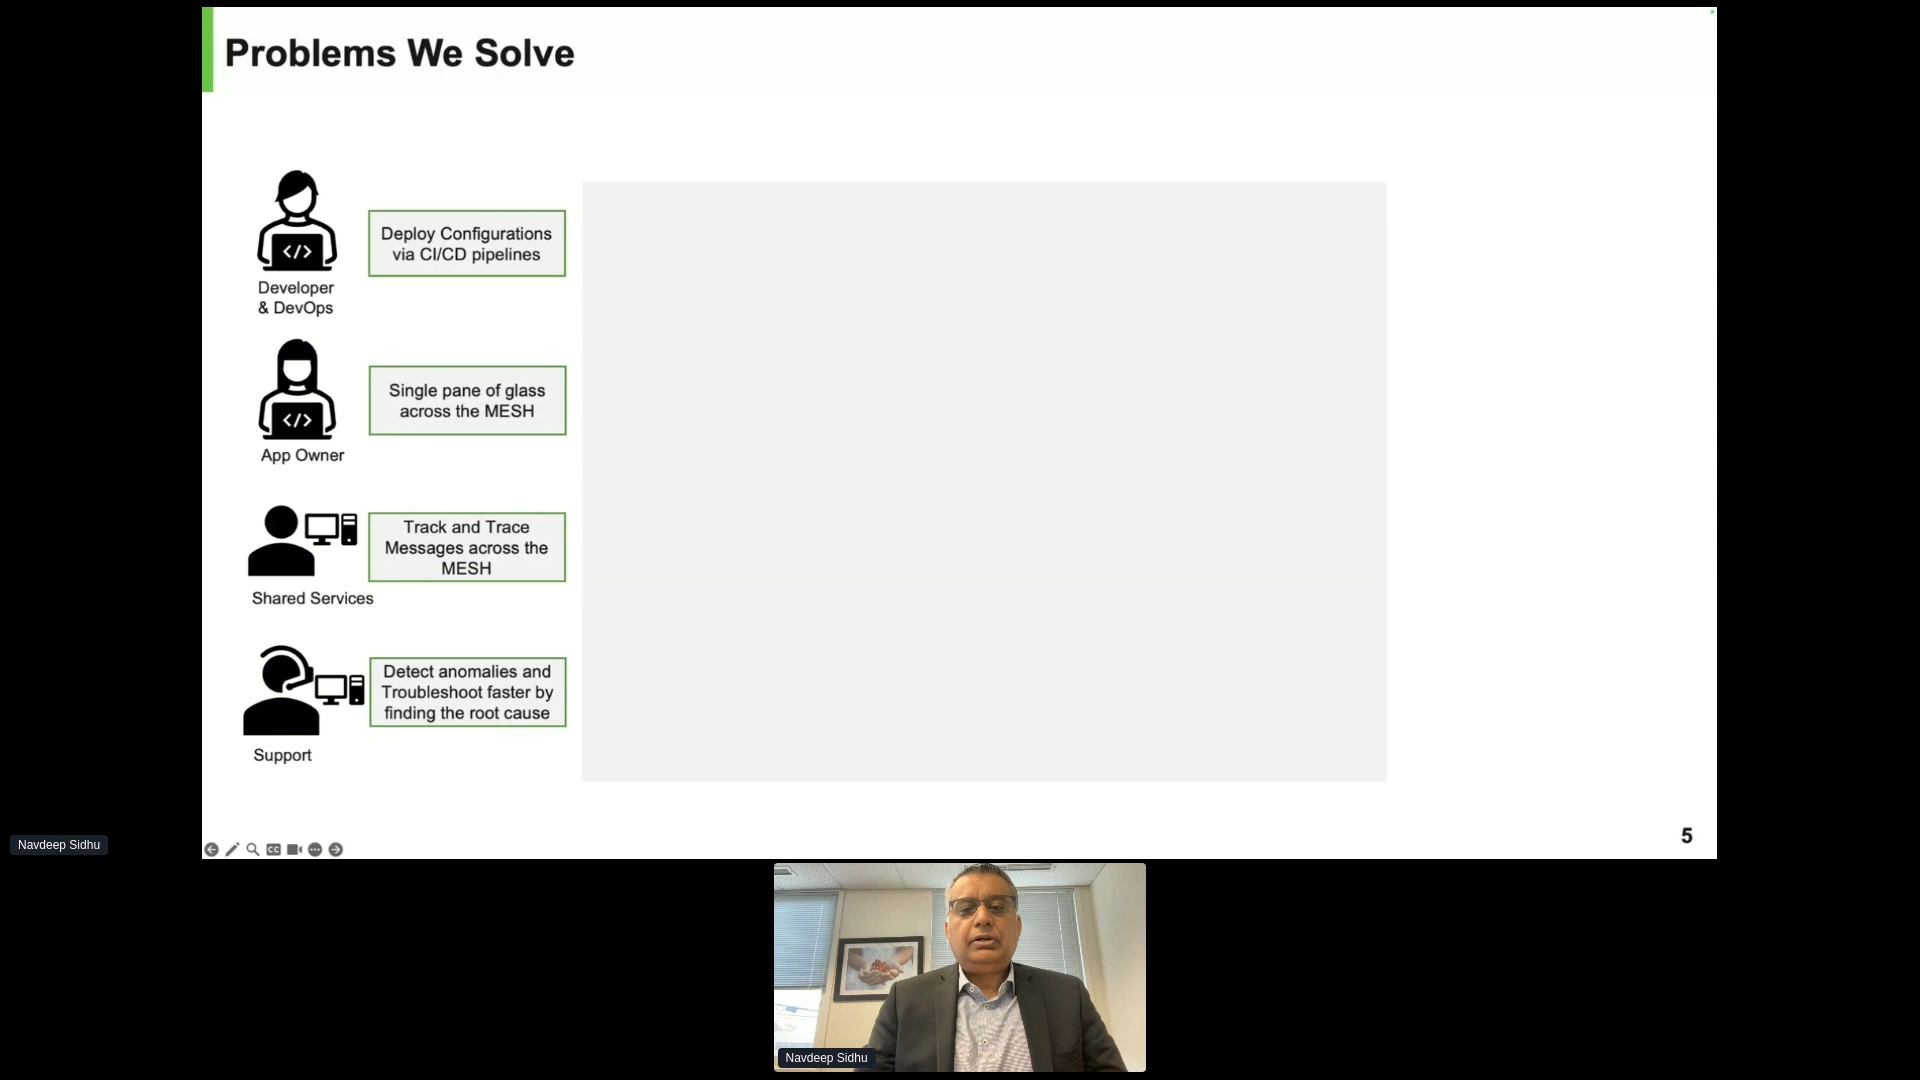 Problems We Solve
Deploy Configurations
via CI/CD pipelines
Developer
& DevOps
Single pane of glass
across the MESH
App Owner
Track and Trace
Messages across the
MESH
Shared Services
Detect anomalies and
Troubleshoot faster by
finding the root cause
Support
5
CC
Navdeep Sidhu
Navdeep Sidhu